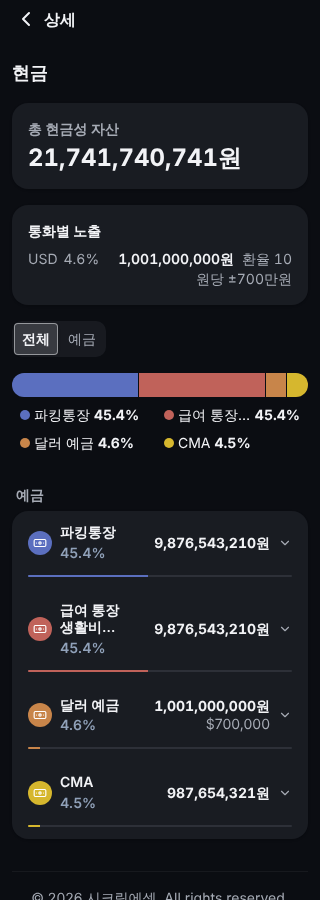 상세
현금
총 현금성 자산
21,741,740,741원
통화별 노출
USD 4.6% 1,001,000,000원 환율 10
원당 ±700만원
전체 예금
파킹통장 45.4% 급여 통장... 45.4%
달러 예금 4.6% CMA 4.5%
예금
파킹통장
45.4%
9,876,543,210원
급여 통장
생활비...
45.4%
9,876,543,210원
달러 예금
4.6%
1,001,000,000원
$700,000
CMA
4.5%
987,654,321원
© 2026 시크릿에셋. All rights reserved.